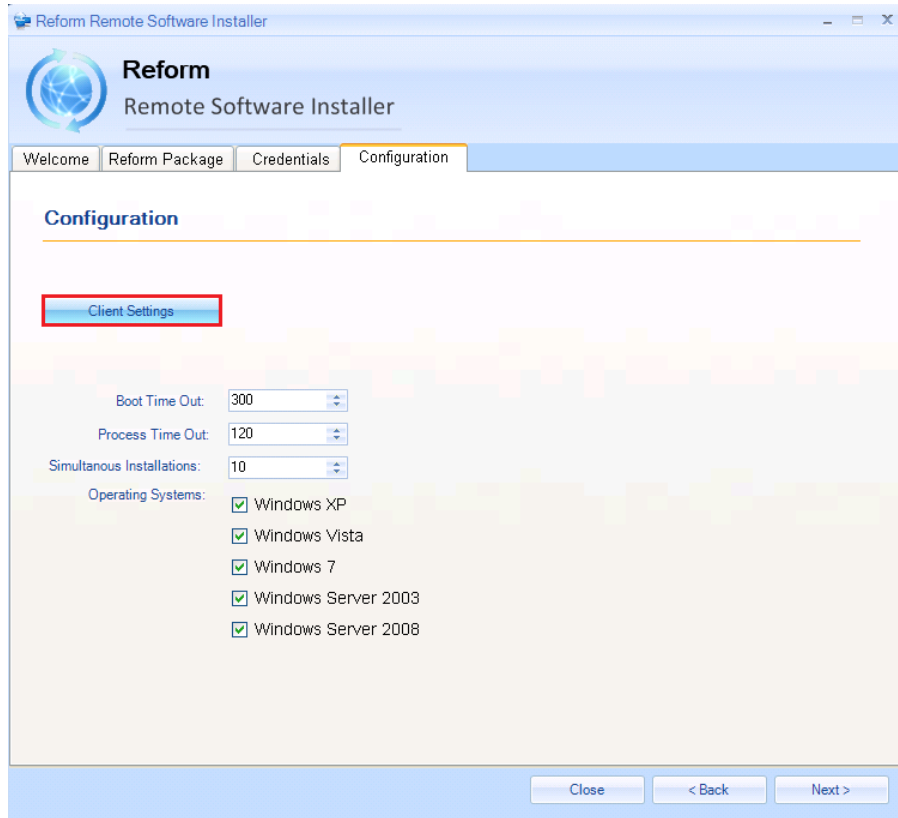 Reform Remote Software Installer
Reform
Remote Software Installer
Welcome Reform Package Credentials Configuration
Configuration
Client Settings
Boot Time Out: 300
Process Time Out: 120
Simultanous Installations: 10
Operating Systems:
Windows XP
Windows Vista
Windows 7
Windows Server 2003
Windows Server 2008
Close < Back Next >